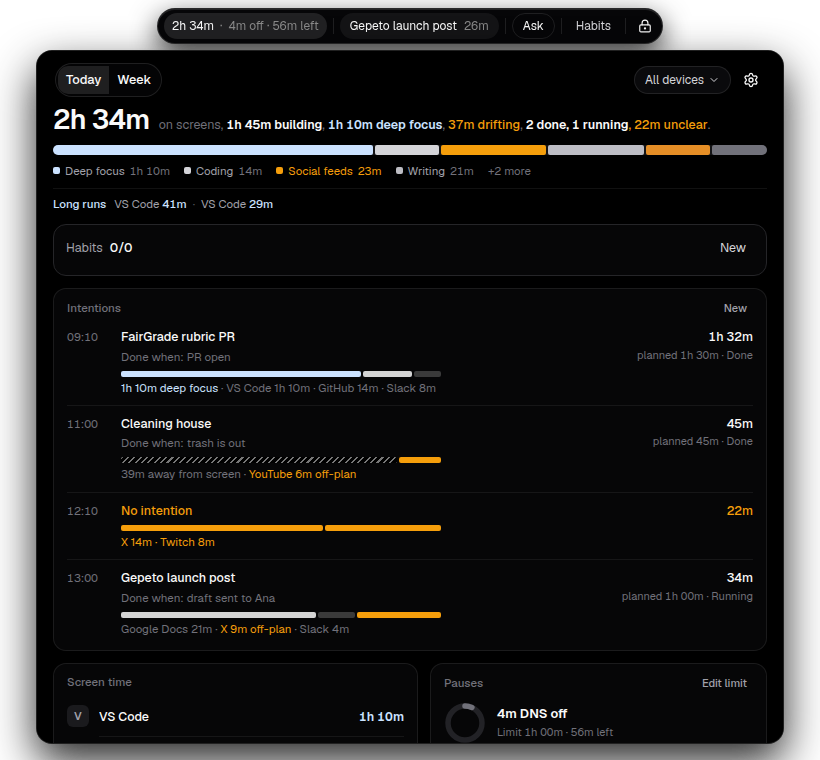 2h 34m · 4m off · 56m left Gepeto launch post 26m Ask Habits
Today Week All devices
2h 34m on screens, 1h 45m building, 1h 10m deep focus, 37m drifting, 2 done, 1 running, 22m unclear.
Deep focus 1h 10m Coding 14m Social feeds 23m Writing 21m +2 more
Long runs VS Code 41m · VS Code 29m
Habits 0/0 New
Intentions New
09:10 FairGrade rubric PR 1h 32m
Done when: PR open planned 1h 30m · Done
1h 10m deep focus · VS Code 1h 10m · GitHub 14m · Slack 8m
11:00 Cleaning house 45m
Done when: trash is out planned 45m · Done
39m away from screen · YouTube 6m off-plan
12:10 No intention 22m
X 14m · Twitch 8m
13:00 Gepeto launch post 34m
Done when: draft sent to Ana planned 1h 00m · Running
Google Docs 21m · X 9m off-plan · Slack 4m
Screen time
V VS Code 1h 10m
Pauses Edit limit
4m DNS off
Limit 1h 00m · 56m left